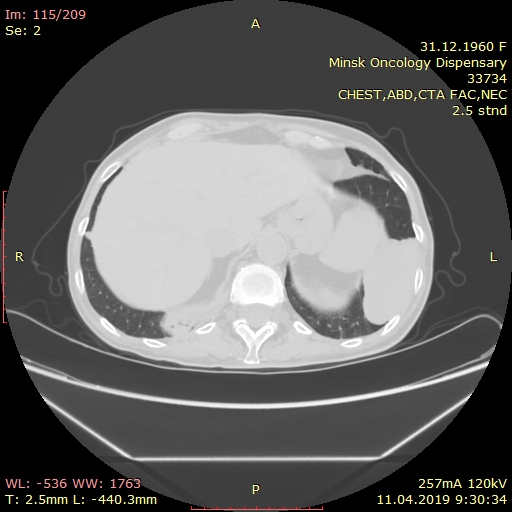 Im: 115/209
Se: 2
A
31.12.1960 F
Minsk Oncology Dispensary
33734
CHEST,ABD,CTA FAC,NEC
2.5 stnd
R
L
WL: -536 WW: 1763
T: 2.5mm L: -440.3mm
P
257mA 120kV
11.04.2019 9:30:34